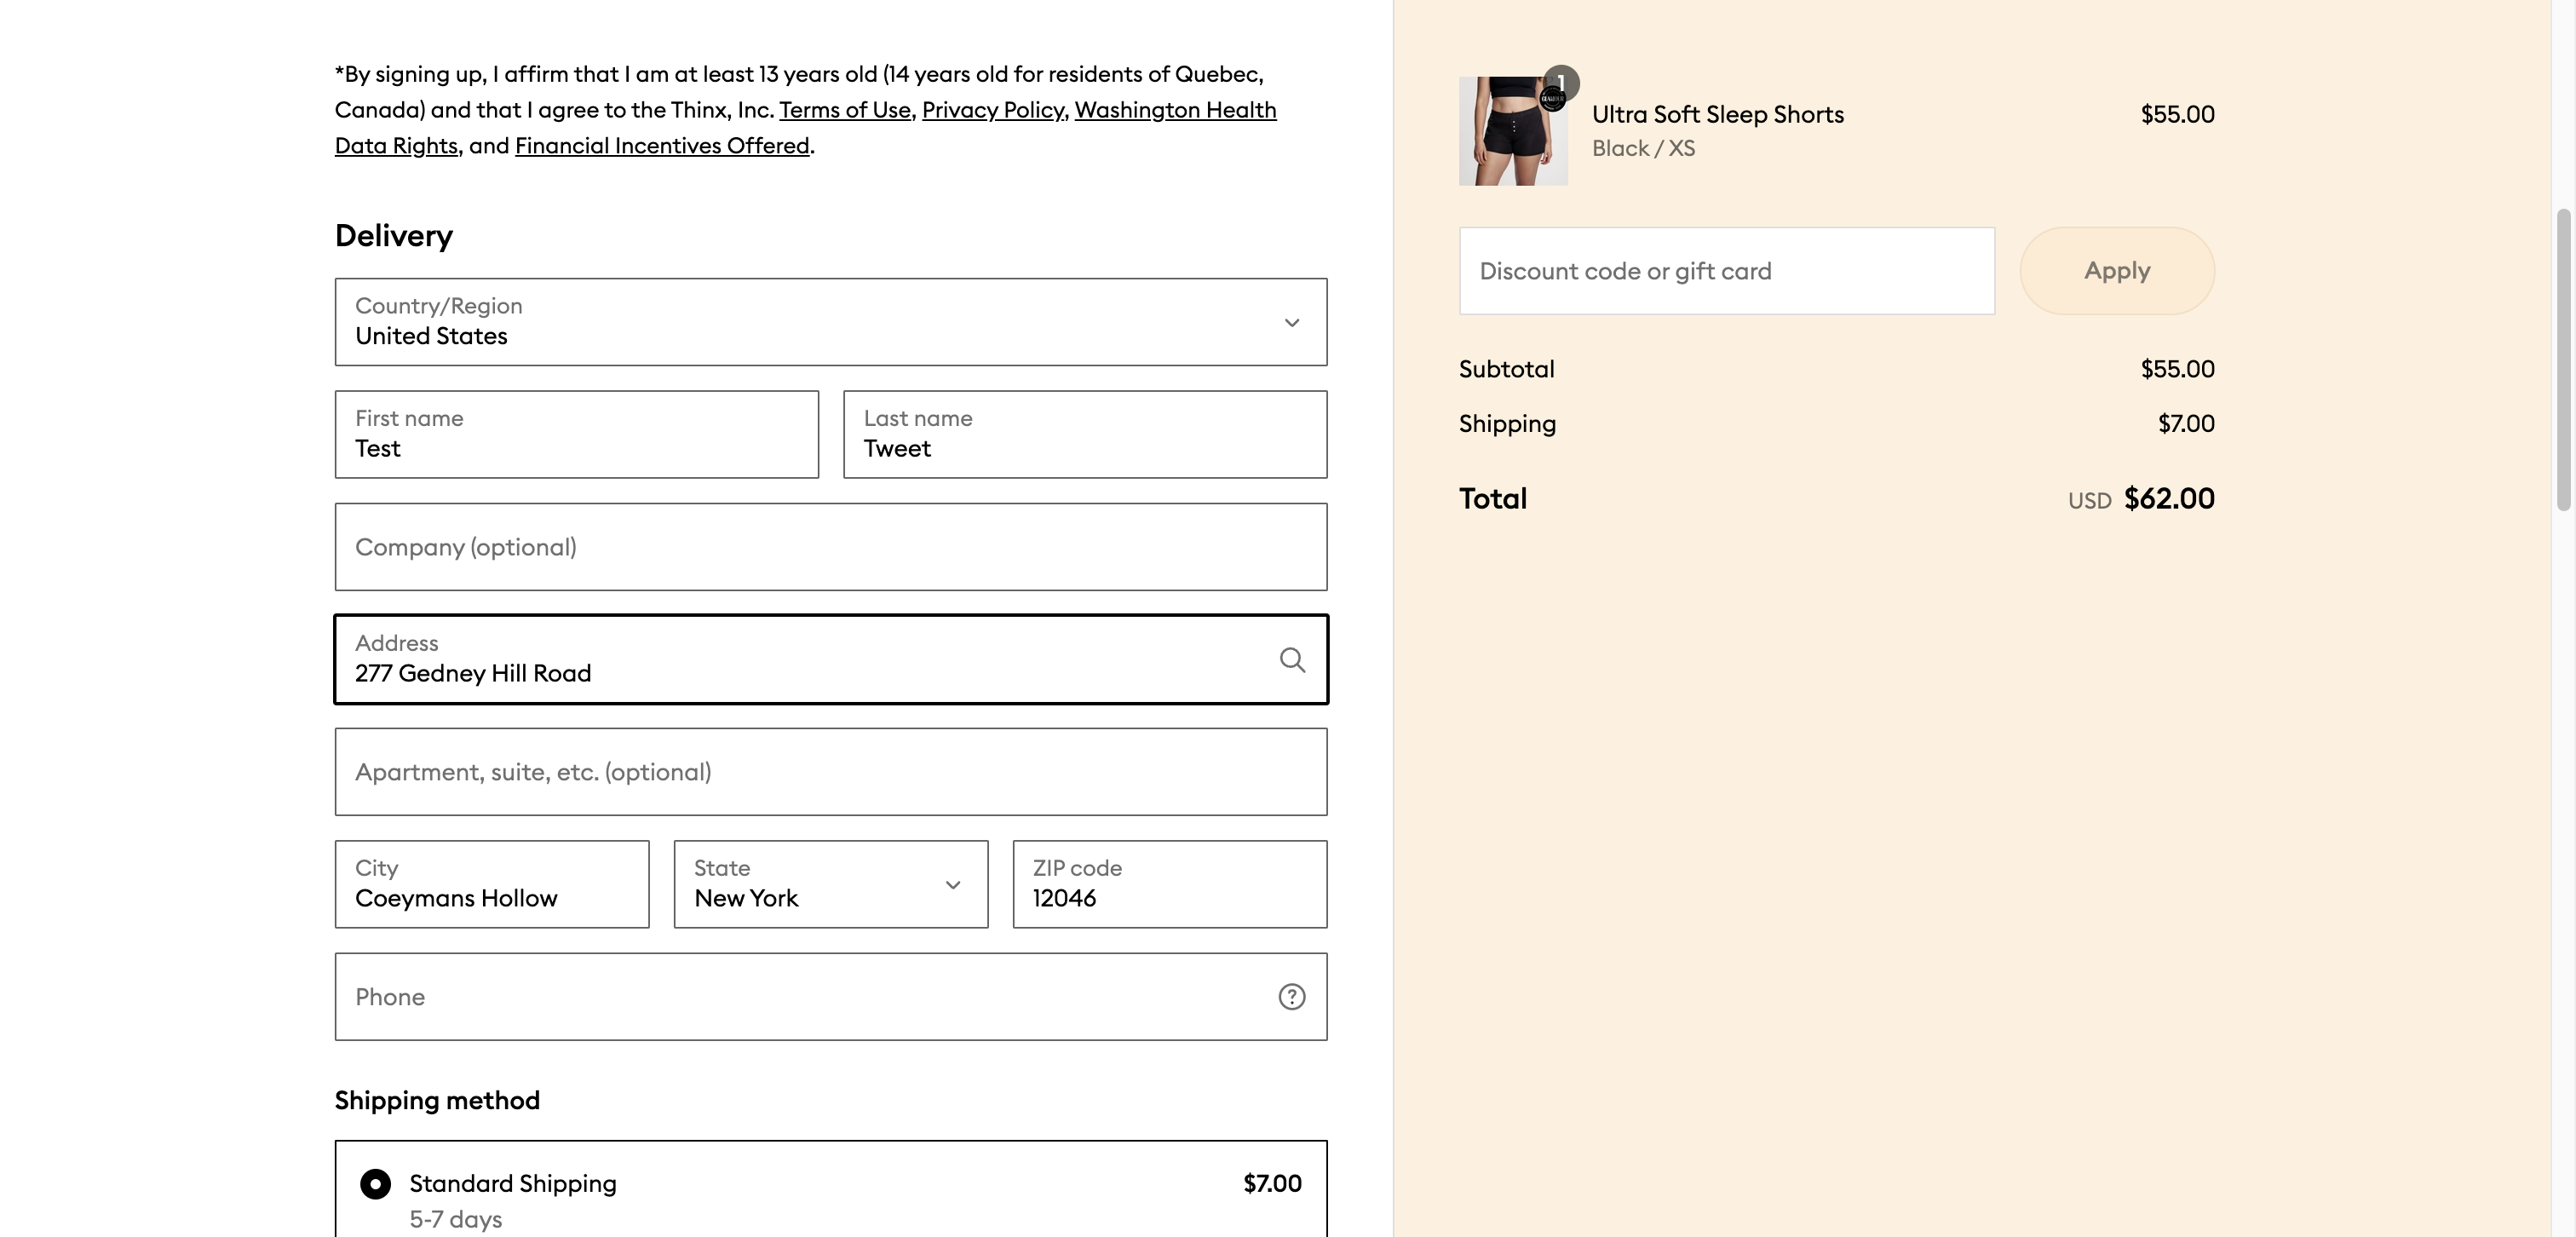 *By signing up, I affirm that I am at least 13 years old (14 years old for residents of Quebec,
Canada) and that I agree to the Thinx, Inc. Terms of Use, Privacy Policy, Washington Health
Data Rights, and Financial Incentives Offered.
Delivery
Country/Region
United States
First name
Test
Last name
Tweet
Company (optional)
Address
277 Gedney Hill Road
Apartment, suite, etc. (optional)
City
Coeymans Hollow
State
New York
ZIP code
12046
Phone
Shipping method
Standard Shipping
$7.00
5-7 days
1
Ultra Soft Sleep Shorts
$55.00
Black / XS
Discount code or gift card
Apply
Subtotal
$55.00
Shipping
$7.00
Total
USD $62.00